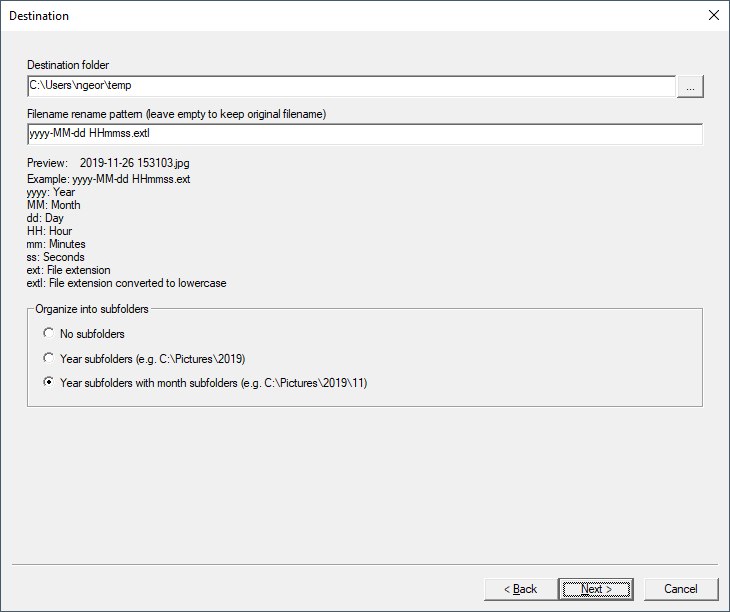 Destination
Destination folder
C:\Users\ngeor\temp
...
Filename rename pattern (leave empty to keep original filename)
yyyy-MM-dd HHmmss.extl
Preview: 2019-11-26 153103.jpg
Example: yyyy-MM-dd HHmmss.ext
yyyy: Year
MM: Month
dd: Day
HH: Hour
mm: Minutes
ss: Seconds
ext: File extension
extl: File extension converted to lowercase
Organize into subfolders
No subfolders
Year subfolders (e.g. C:\Pictures\2019)
Year subfolders with month subfolders (e.g. C:\Pictures\2019\11)
< Back Next > Cancel